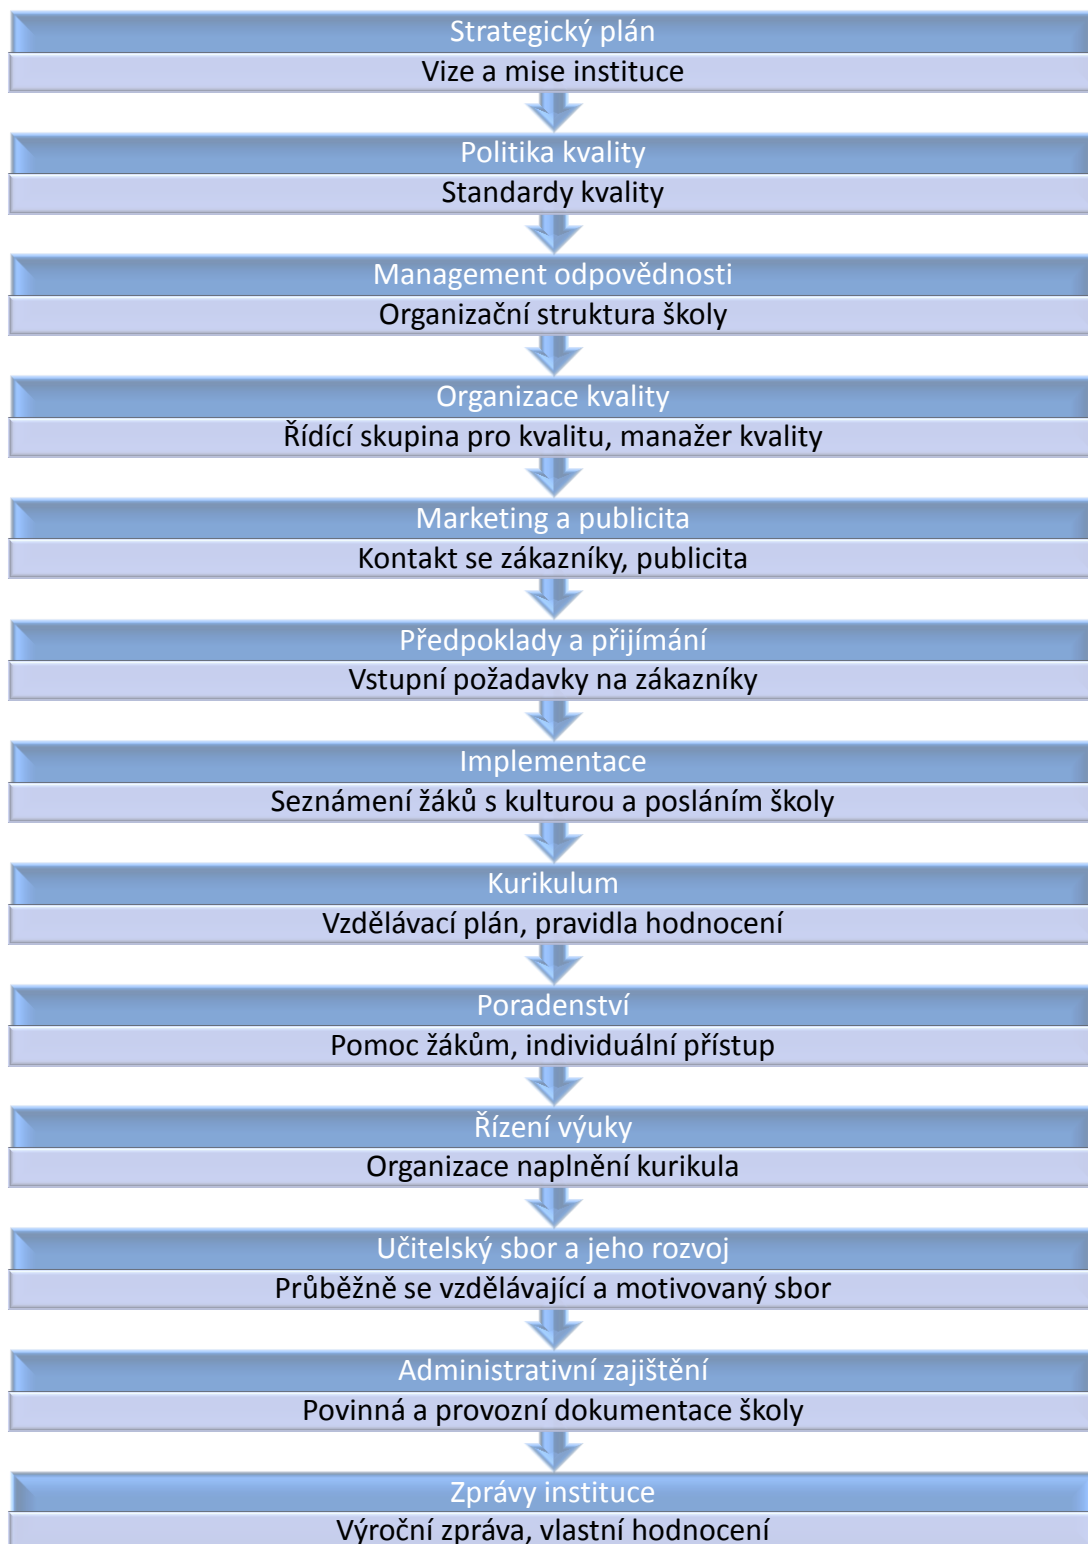 Strategický plán
Vize a mise instituce
Politika kvality
Standardy kvality
Management odpovědnosti
Organizační struktura školy
Organizace kvality
Řídící skupina pro kvalitu, manažer kvality
Marketing a publicita
Kontakt se zákazníky, publicita
Předpoklady a přijímání
Vstupní požadavky na zákazníky
Implementace
Seznámení žáků s kulturou a posláním školy
Kurikulum
Vzdělávací plán, pravidla hodnocení
Poradenství
Pomoc žákům, individuální přístup
Řízení výuky
Organizace naplnění kurikula
Učitelský sbor a jeho rozvoj
Průběžně se vzdělávající a motivovaný sbor
Administrativní zajištění
Povinná a provozní dokumentace školy
Zprávy instituce
Výroční zpráva, vlastní hodnocení